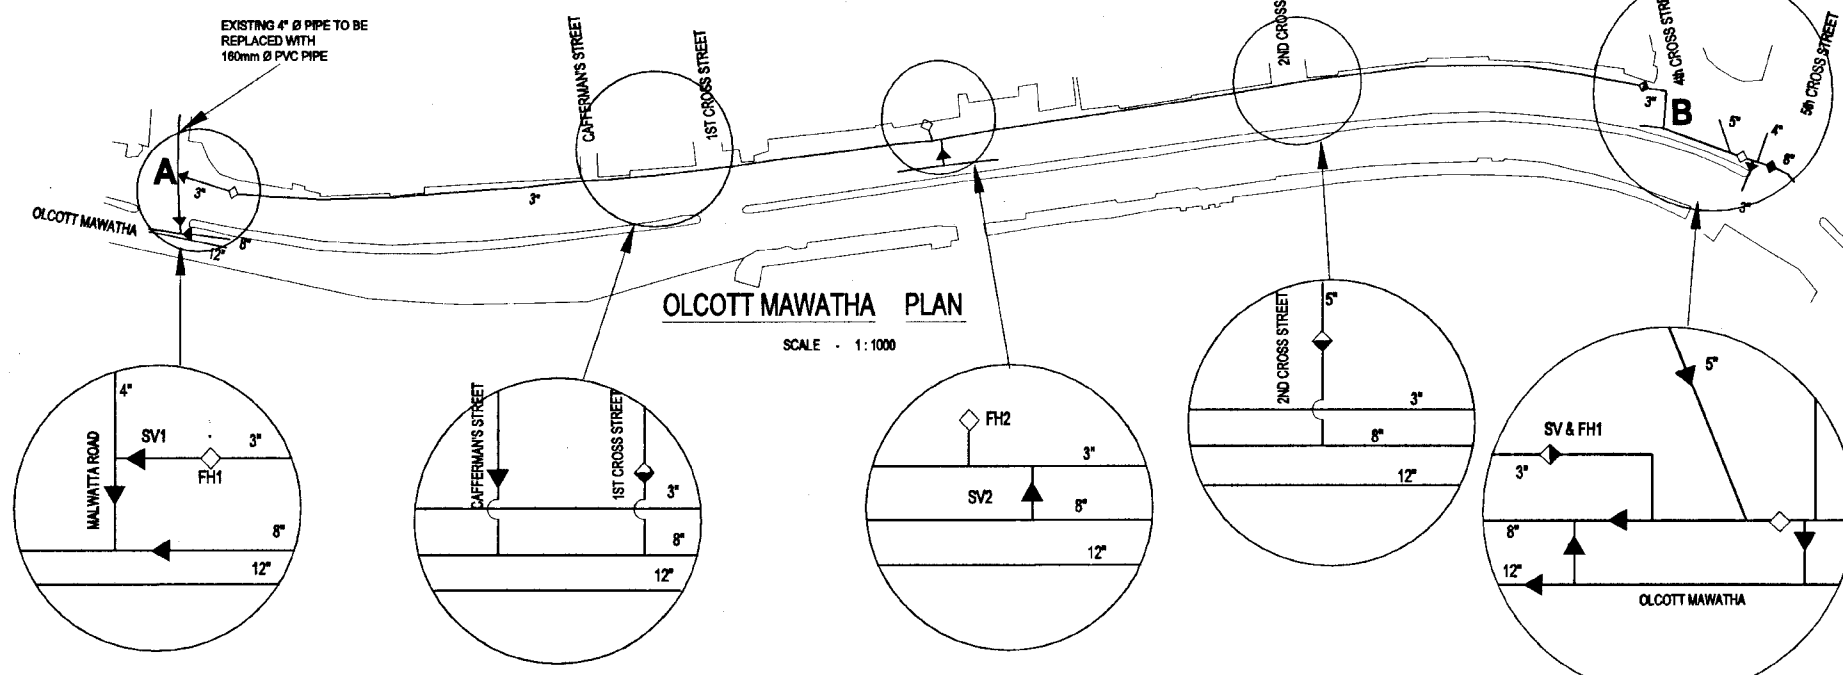 EXISTING 4" Ø PIPE TO BE
REPLACED WITH
160mm Ø PVC PIPE
CAFFERMAN'S STREET
1ST CROSS STREET
2ND CROSS
4th CROSS
5th CROSS STREET
A
3"
OLCOTT MAWATHA
8"
12"
3"
3"
B
5"
4"
8"
3"
OLCOTT MAWATHA PLAN
SCALE - 1 : 1000
4"
MALWATTA ROAD
SV1
3"
FH1
8"
12"
CAFFERMAN'S STREET
1ST CROSS STREET
3"
8"
12"
FH2
3"
SV2
8"
12"
2ND CROSS STREET
5"
3"
8"
12"
5"
SV & FH1
3"
8"
12"
OLCOTT MAWATHA